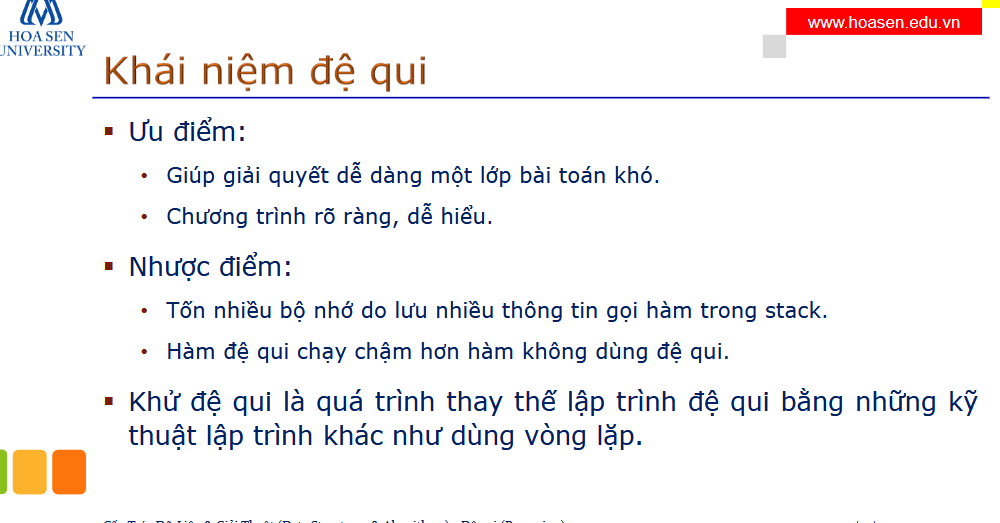 HOA SEN
UNIVERSITY
www.hoasen.edu.vn
Khái niệm đệ qui
Ưu điểm:
Giúp giải quyết dễ dàng một lớp bài toán khó.
Chương trình rõ ràng, dễ hiểu.
Nhược điểm:
Tốn nhiều bộ nhớ do lưu nhiều thông tin gọi hàm trong stack.
Hàm đệ qui chạy chậm hơn hàm không dùng đệ qui.
Khử đệ qui là quá trình thay thế lập trình đệ qui bằng những kỹ
thuật lập trình khác như dùng vòng lặp.